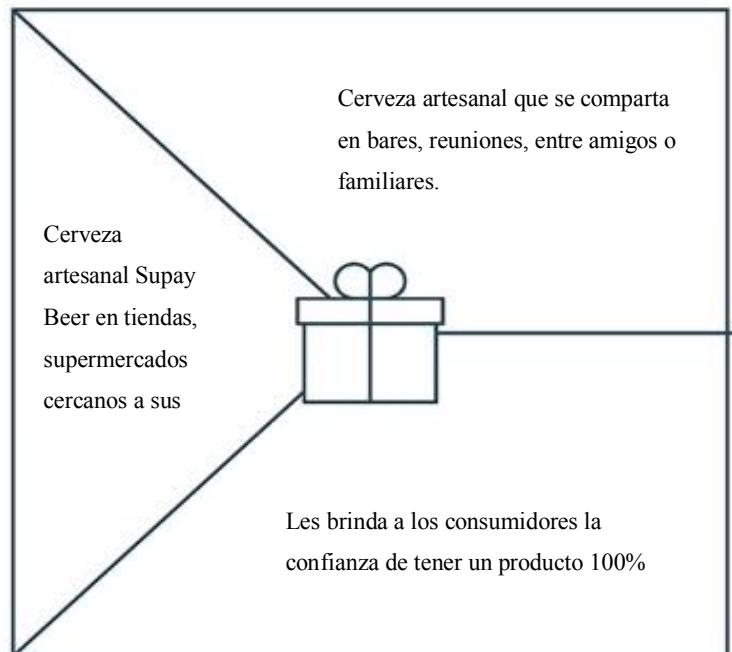 Cerveza artesanal que se comparta
en bares, reuniones, entre amigos o
familiares.
Cerveza
artesanal Supay
Beer en tiendas,
supermercados
cercanos a sus
Les brinda a los consumidores la
confianza de tener un producto 100%